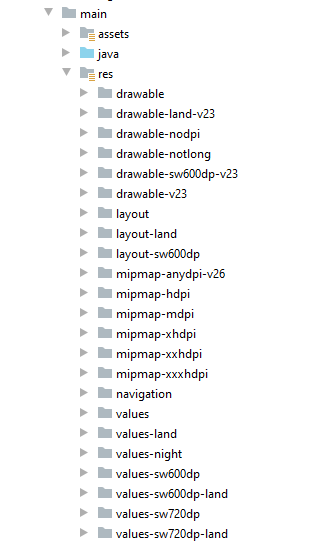 main
assets
java
res
drawable
drawable-land-v23
drawable-nodpi
drawable-notlong
drawable-sw600dp-v23
drawable-v23
layout
layout-land
layout-sw600dp
mipmap-anydpi-v26
mipmap-hdpi
mipmap-mdpi
mipmap-xhdpi
mipmap-xxhdpi
mipmap-xxxhdpi
navigation
values
values-land
values-night
values-sw600dp
values-sw600dp-land
values-sw720dp
values-sw720dp-land